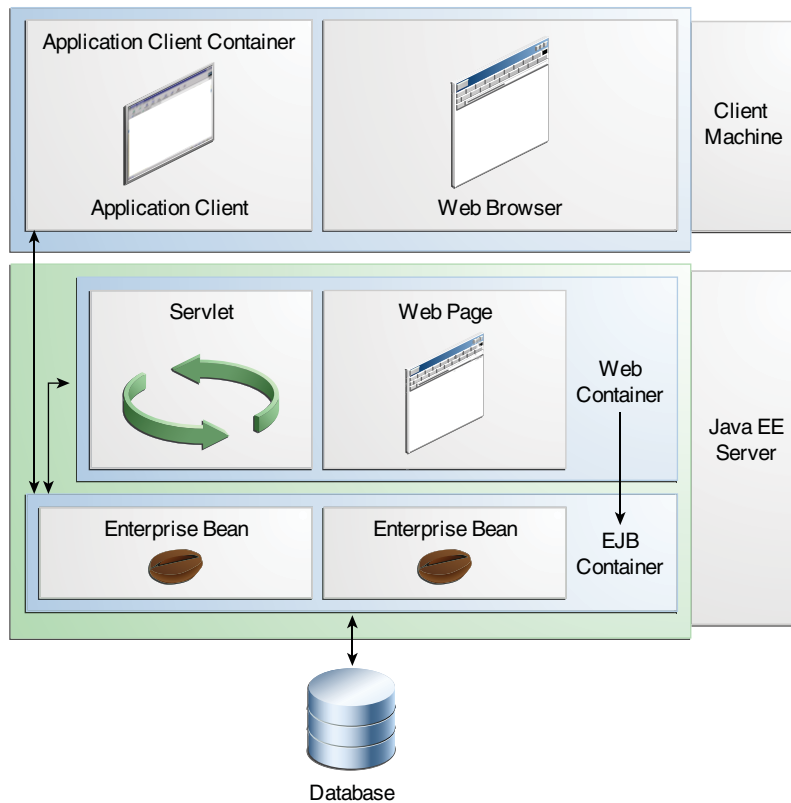 Application Client Container
Application Client
Web Browser
Client
Machine
Servlet
Web Page
Web
Container
Java EE
Server
Enterprise Bean
Enterprise Bean
EJB
Container
Database